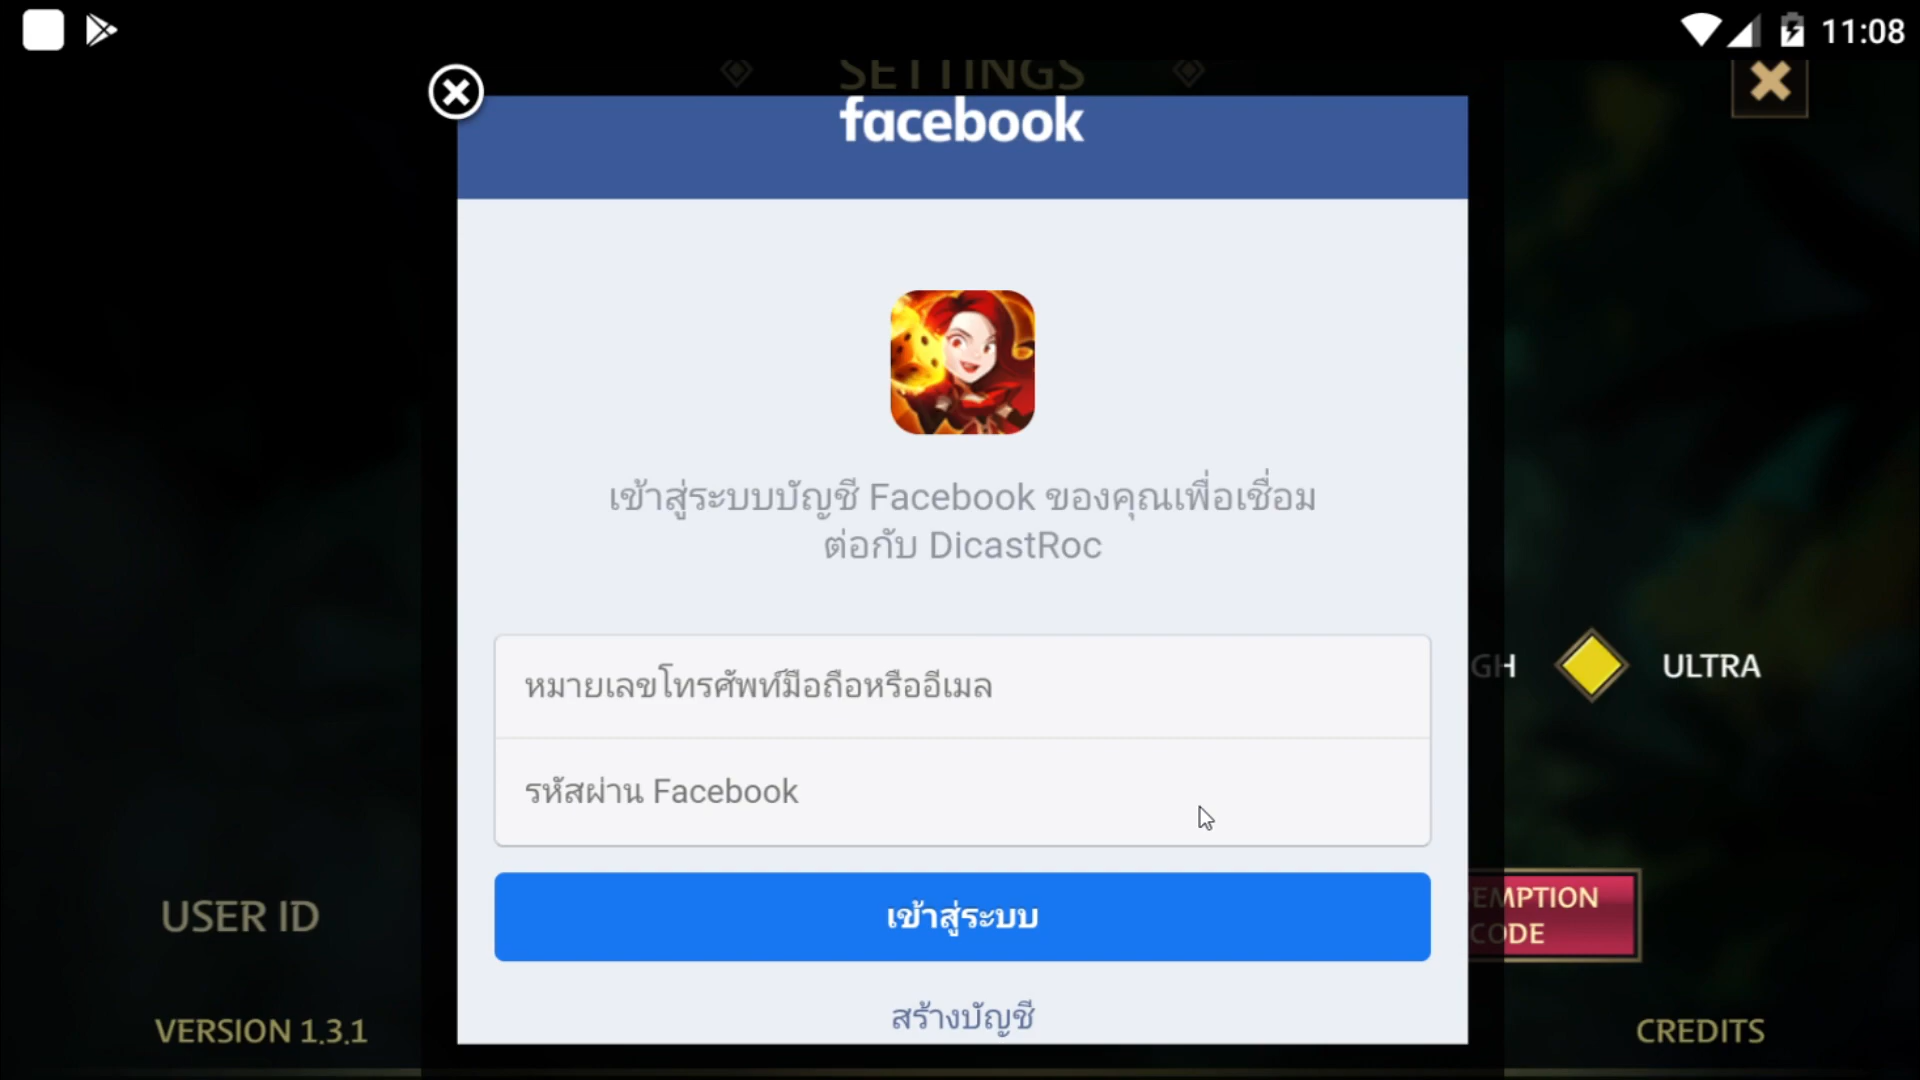 11:08
SETTINGS
facebook
เข้าสู่ระบบบัญชี Facebook ของคุณเพื่อเชื่อม
ต่อกับ DicastRoc
หมายเลขโทรศัพท์มือถือหรืออีเมล
GH
ULTRA
รหัสผ่าน Facebook
เข้าสู่ระบบ
USER ID
EMPTION
CODE
สร้างบัญชี
VERSION 1.3.1
CREDITS